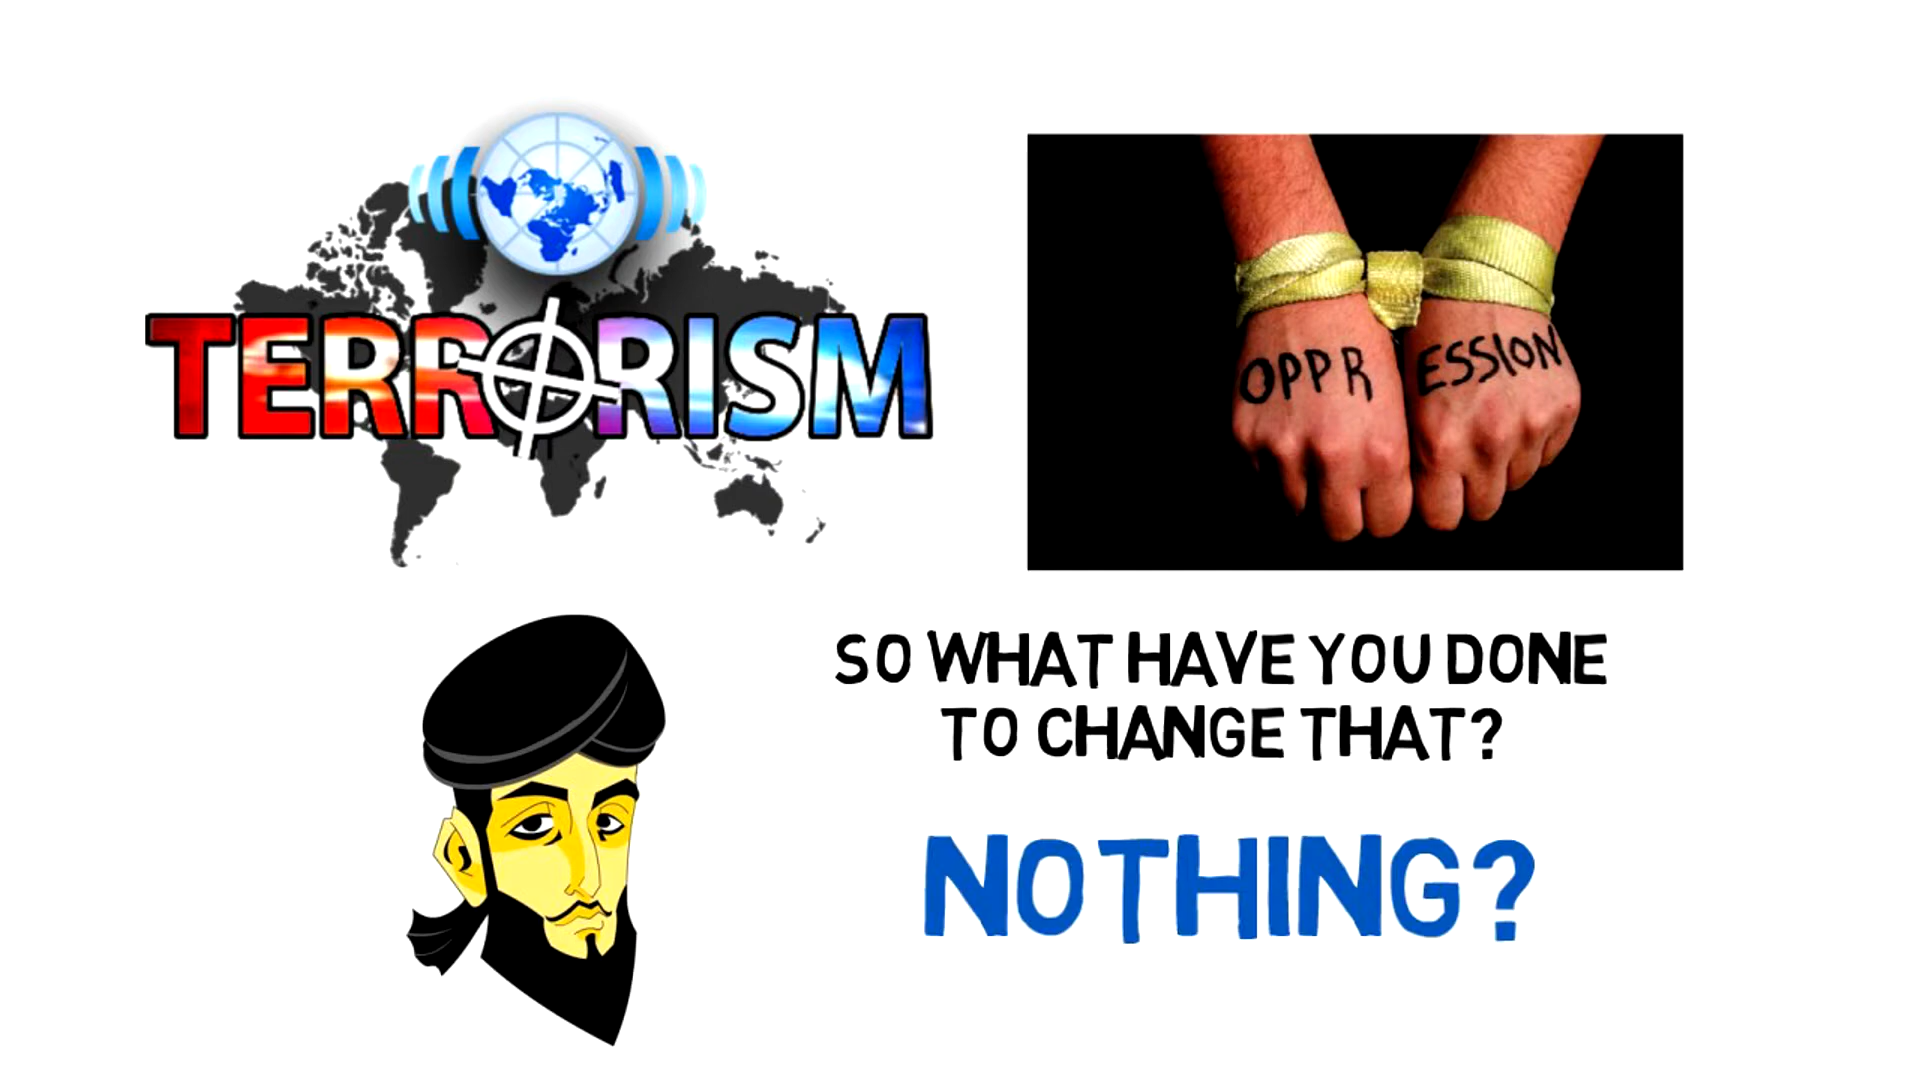 TERRORISM
OPPR ESSION
SO WHAT HAVE YOU DONE
TO CHANGE THAT?
NOTHING?